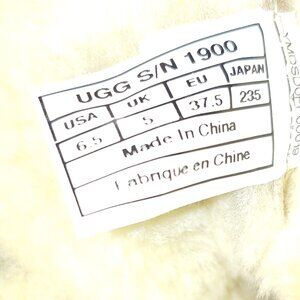 UGG S/N 1900
USA UK EU JAPAN
6.5 5 37.5 235
Made In China
Fabrique en Chine